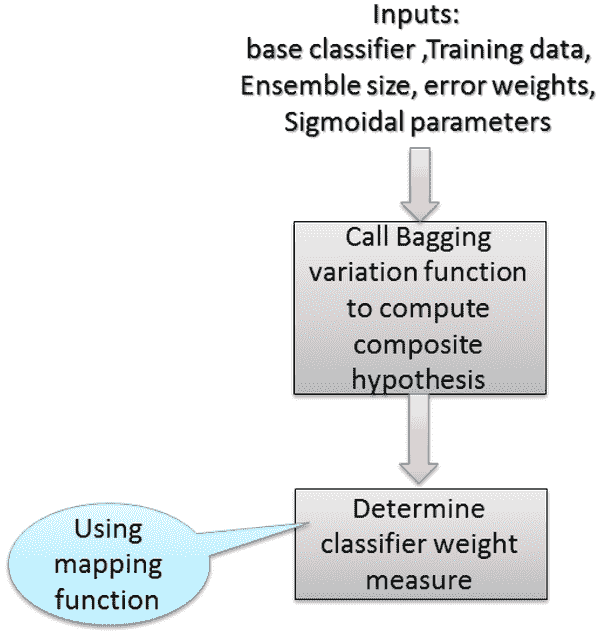 Inputs:
base classifier ,Training data,
Ensemble size, error weights,
Sigmoidal parameters
Call Bagging
variation function
to compute
composite
hypothesis
Determine
classifier weight
measure
Using
mapping
function